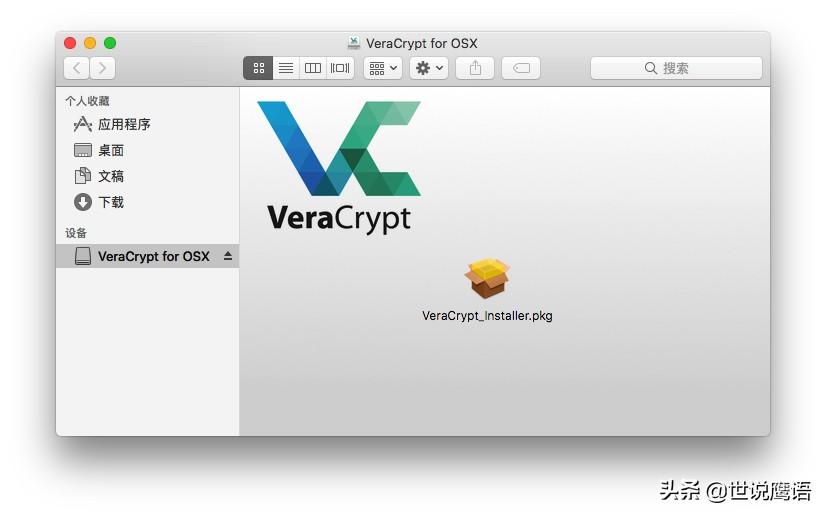 VeraCrypt for OSX
搜索
个人收藏
应用程序
桌面
文稿
下载
设备
VeraCrypt for OSX
VeraCrypt
VeraCrypt_Installer.pkg
头条 @世说鹰语